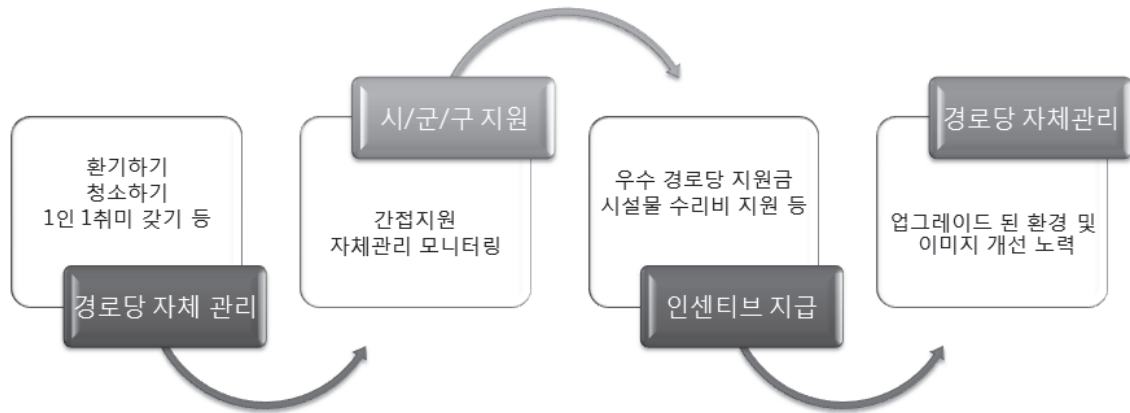 환기하기
청소하기
1인 1취미 갖기 등
경로당 자체 관리
시/군/구 지원
간접지원
자체관리 모니터링
우수 경로당 지원금
시설물 수리비 지원 등
인센티브 지급
경로당 자체관리
업그레이드 된 환경 및
이미지 개선 노력